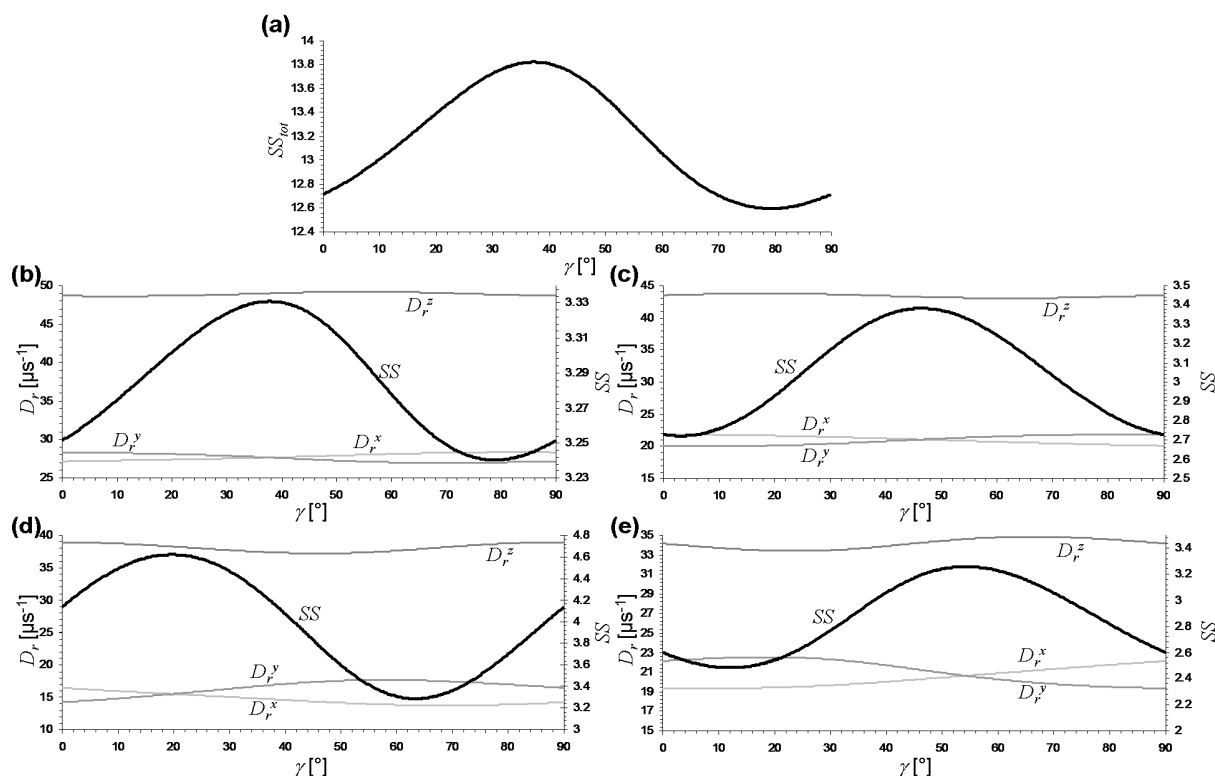 (a)
14
13.8
13.6
13.4
13.2
13
12.8
12.6
12.4
SS_tot
0 10 20 30 40 50 60 70 80 90
γ [°]
(b)
50
45
40
35
30
25
D_r [µs⁻¹]
D_r^z
SS
D_r^y
D_r^x
3.33
3.31
3.29
3.27
3.25
3.23
SS
0 10 20 30 40 50 60 70 80 90
γ [°]
(c)
45
40
35
30
25
20
15
D_r [µs⁻¹]
D_r^z
SS
D_r^x
D_r^y
3.5
3.4
3.3
3.2
3.1
3
2.9
2.8
2.7
2.6
2.5
SS
0 10 20 30 40 50 60 70 80 90
γ [°]
(d)
40
35
30
25
20
15
10
D_r [µs⁻¹]
D_r^z
SS
D_r^y
D_r^x
4.8
4.6
4.4
4.2
4
3.8
3.6
3.4
3.2
3
SS
0 10 20 30 40 50 60 70 80 90
γ [°]
(e)
35
33
31
29
27
25
23
21
19
17
15
D_r [µs⁻¹]
D_r^z
SS
D_r^x
D_r^y
3.4
3.2
3
2.8
2.6
2.4
2.2
2
SS
0 10 20 30 40 50 60 70 80 90
γ [°]